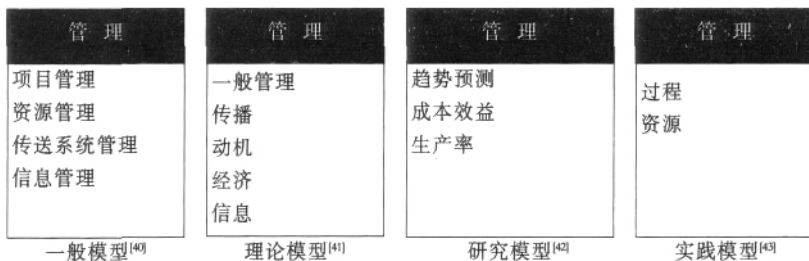 管理
项目管理
资源管理
传送系统管理
信息管理
一般模型[40]
管理
一般管理
传播
动机
经济
信息
理论模型[41]
管理
趋势预测
成本效益
生产率
研究模型[42]
管理
过程
资源
实践模型[43]